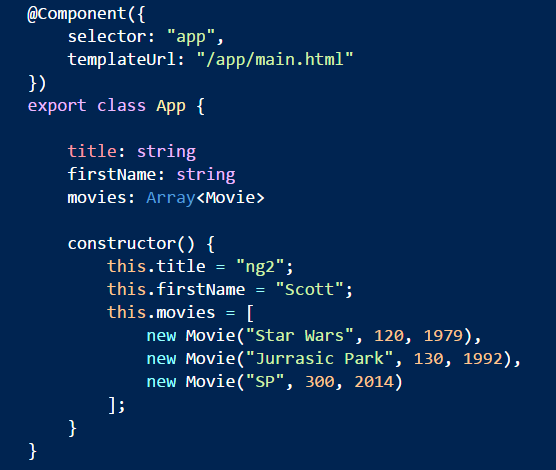 @Component({
    selector: "app",
    templateUrl: "/app/main.html"
})
export class App {

    title: string
    firstName: string
    movies: Array<Movie>

    constructor() {
        this.title = "ng2";
        this.firstName = "Scott";
        this.movies = [
            new Movie("Star Wars", 120, 1979),
            new Movie("Jurrasic Park", 130, 1992),
            new Movie("SP", 300, 2014)
        ];
    }
}